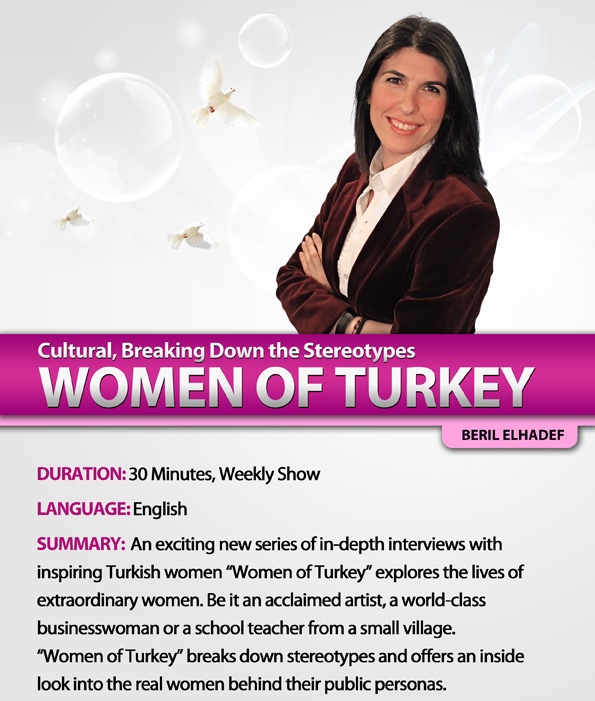 Cultural, Breaking Down the Stereotypes
WOMEN OF TURKEY
BERIL ELHADEF
DURATION: 30 Minutes, Weekly Show
LANGUAGE: English
SUMMARY: An exciting new series of in-depth interviews with
inspiring Turkish women “Women of Turkey” explores the lives of
extraordinary women. Be it an acclaimed artist, a world-class
businesswoman or a school teacher from a small village.
“Women of Turkey” breaks down stereotypes and offers an inside
look into the real women behind their public personas.